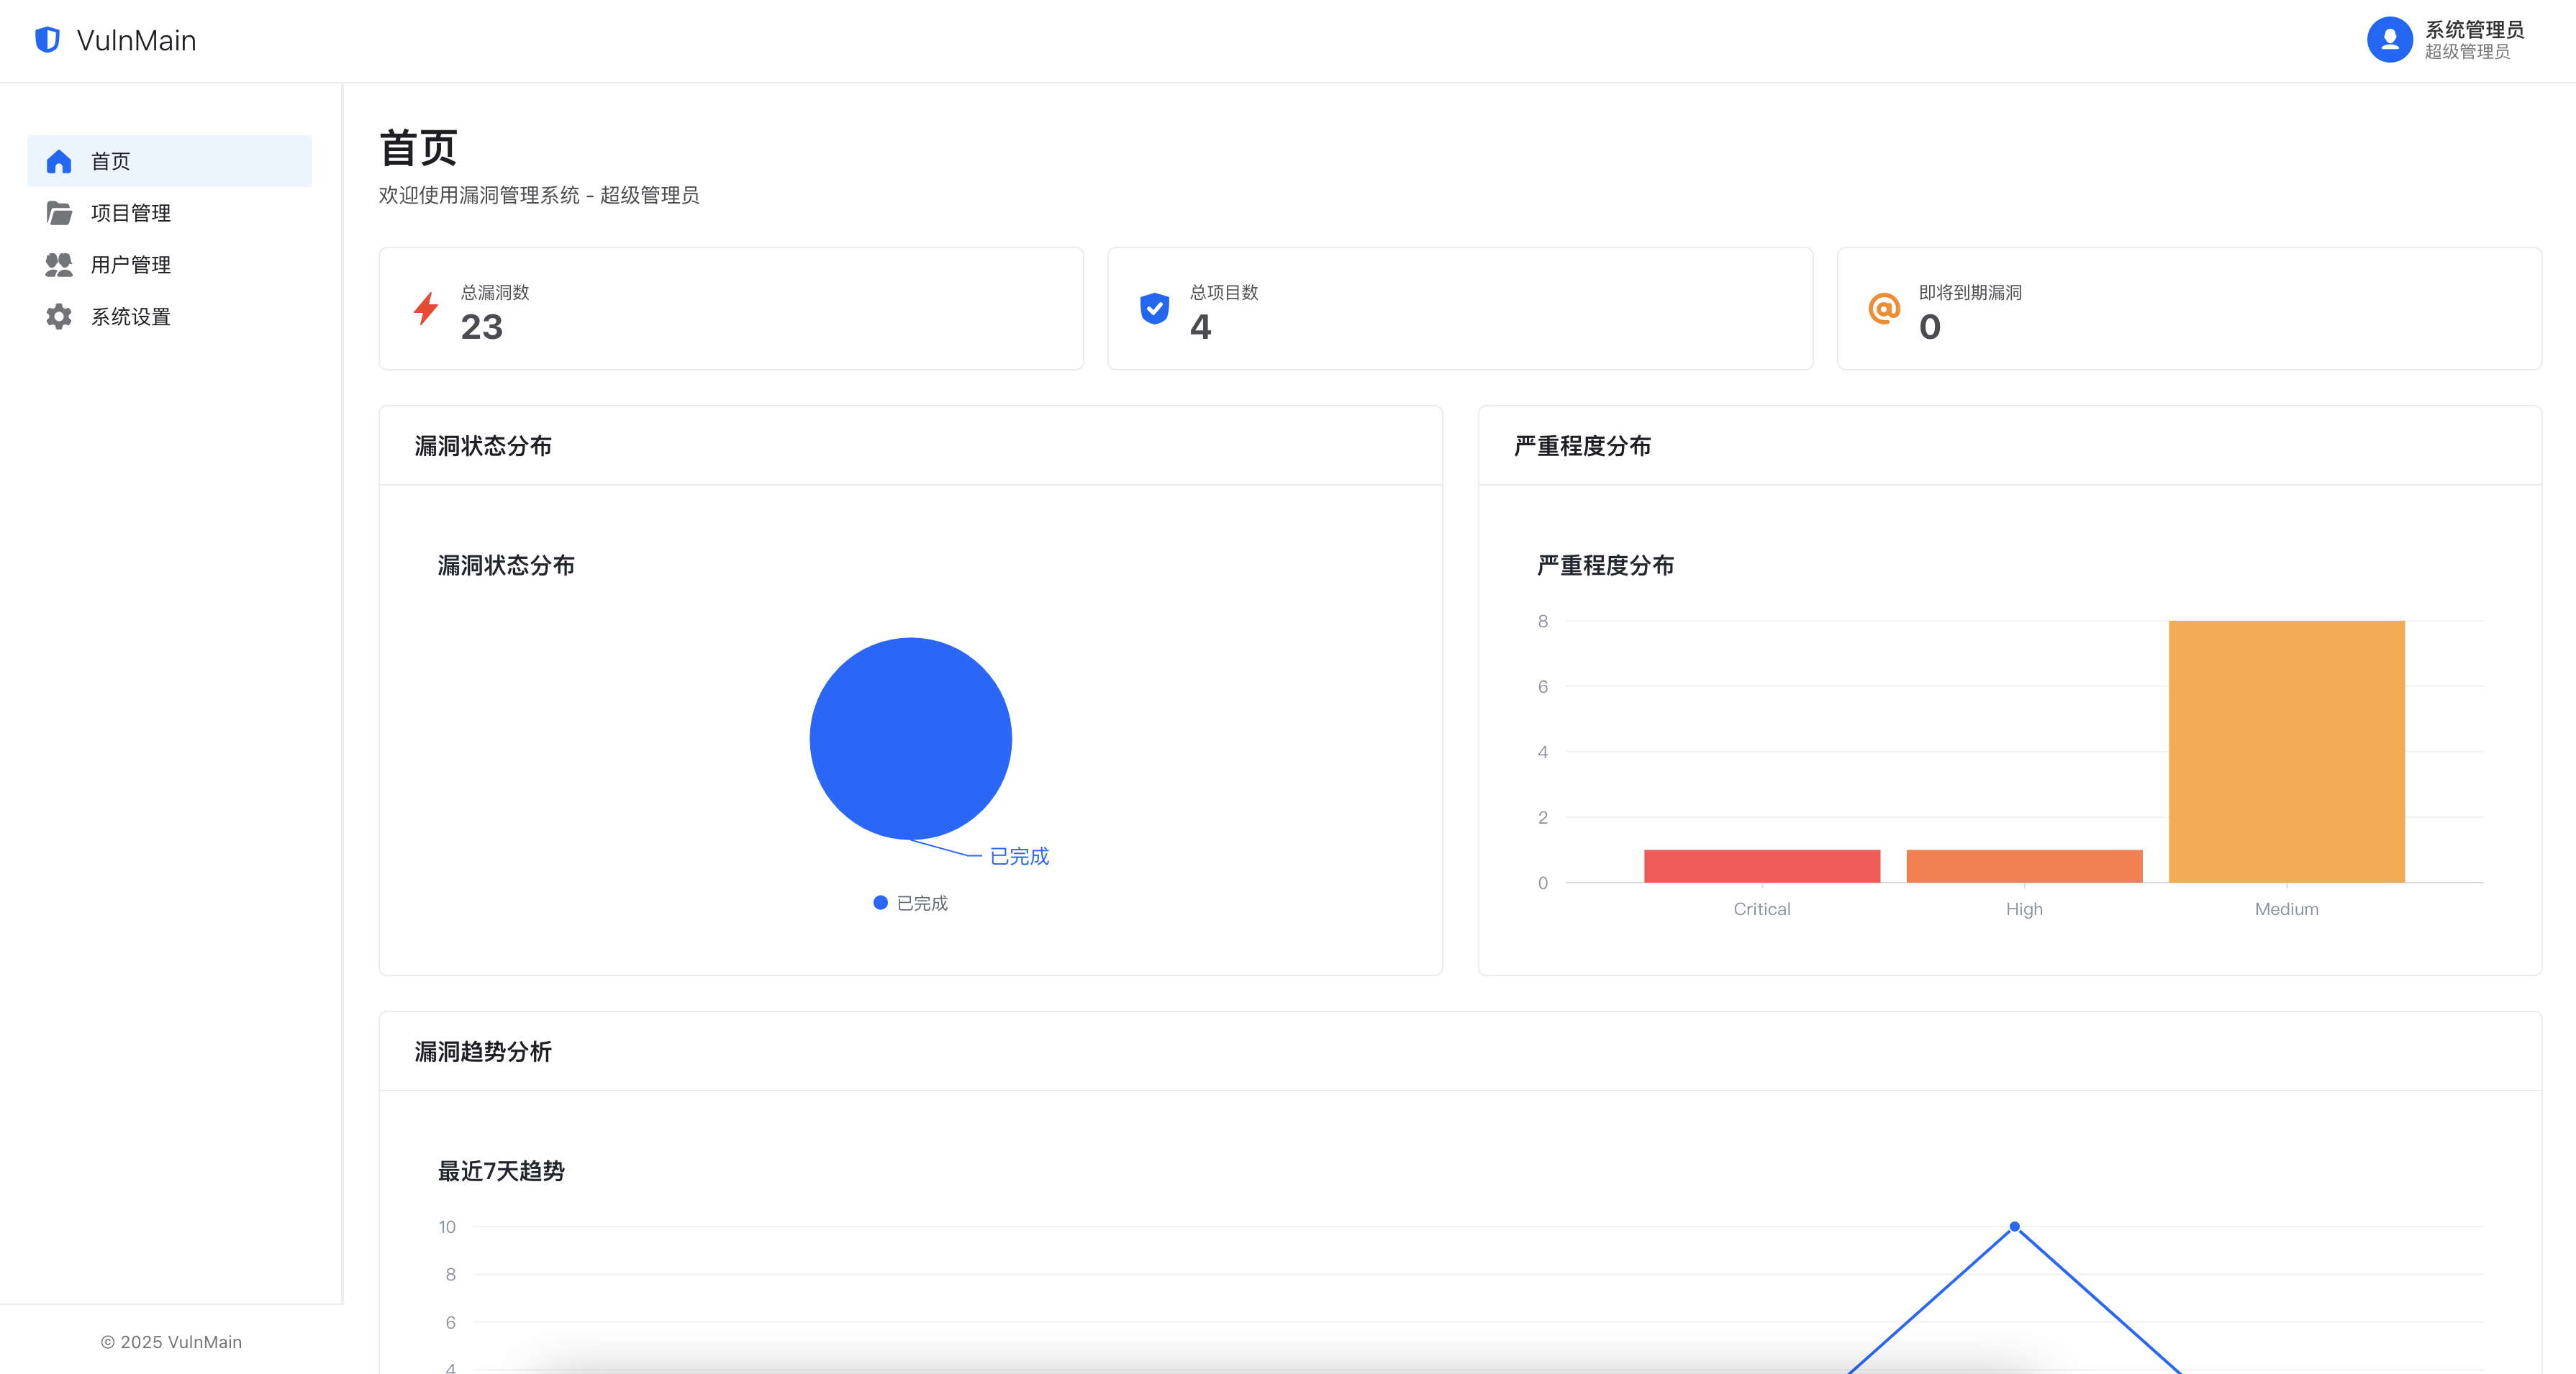 VulnMain
系统管理员
超级管理员
首页
项目管理
用户管理
系统设置
© 2025 VulnMain
首页
欢迎使用漏洞管理系统 - 超级管理员
总漏洞数
23
总项目数
4
即将到期漏洞
0
漏洞状态分布
漏洞状态分布
已完成
已完成
严重程度分布
严重程度分布
8
6
4
2
0
Critical
High
Medium
漏洞趋势分析
最近7天趋势
10
8
6
4